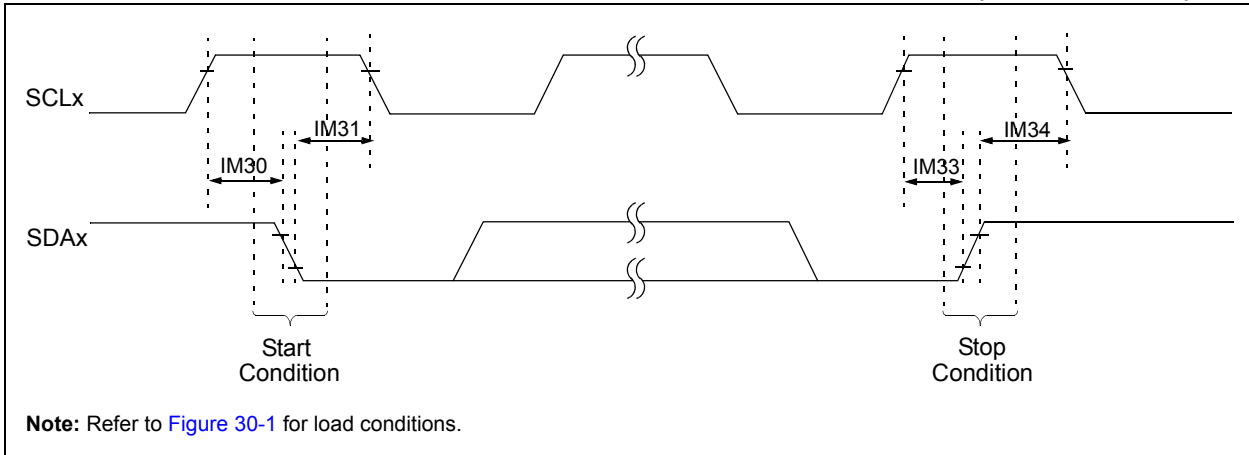 SCLx
IM31
IM34
IM30
IM33
SDAx
Start
Condition
Stop
Condition
Note: Refer to Figure 30-1 for load conditions.